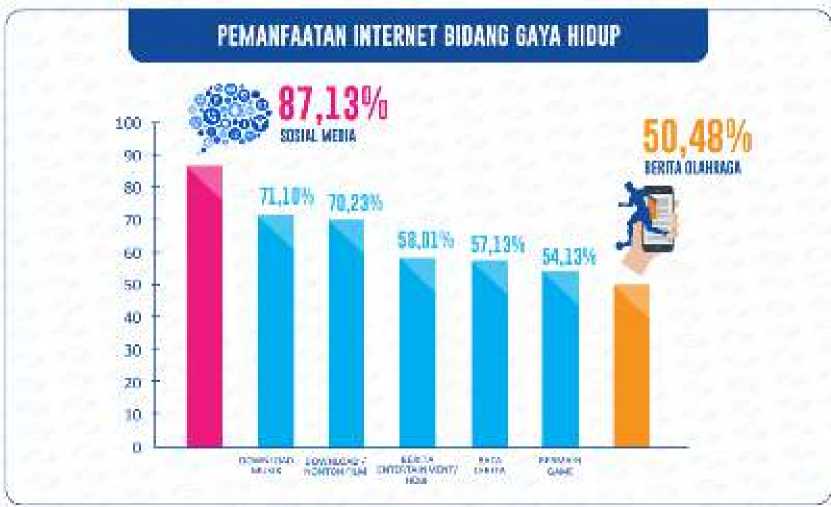 PEMANFAATAN INTERNET BIDANG GAYA HIDUP
87,13%
SOSIAL MEDIA
50,48%
BERITA OLAHRAGA
100
90
80
70
60
50
40
30
20
10
0
71,10%
70,23%
58,01%
57,13%
54,13%
DOWNLOAD
MUSIK
DOWNLOAD /
NONTON FILM
BERITA
ENTERTAINMENT/
HOBI
BACA
CERITA
BERMAIN
GAME